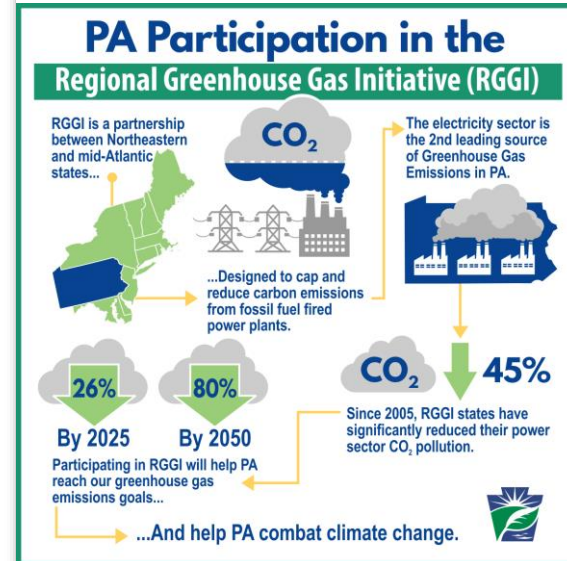 PA Participation in the
Regional Greenhouse Gas Initiative (RGGI)
RGGI is a partnership
between Northeastern
and mid-Atlantic
states...
CO₂
...Designed to cap and
reduce carbon emissions
from fossil fuel fired
power plants.
The electricity sector is
the 2nd leading source
of Greenhouse Gas
Emissions in PA.
CO₂ 45%
Since 2005, RGGI states have
significantly reduced their power
sector CO₂ pollution.
26% 80%
By 2025 By 2050
Participating in RGGI will help PA
reach our greenhouse gas
emissions goals...
...And help PA combat climate change.